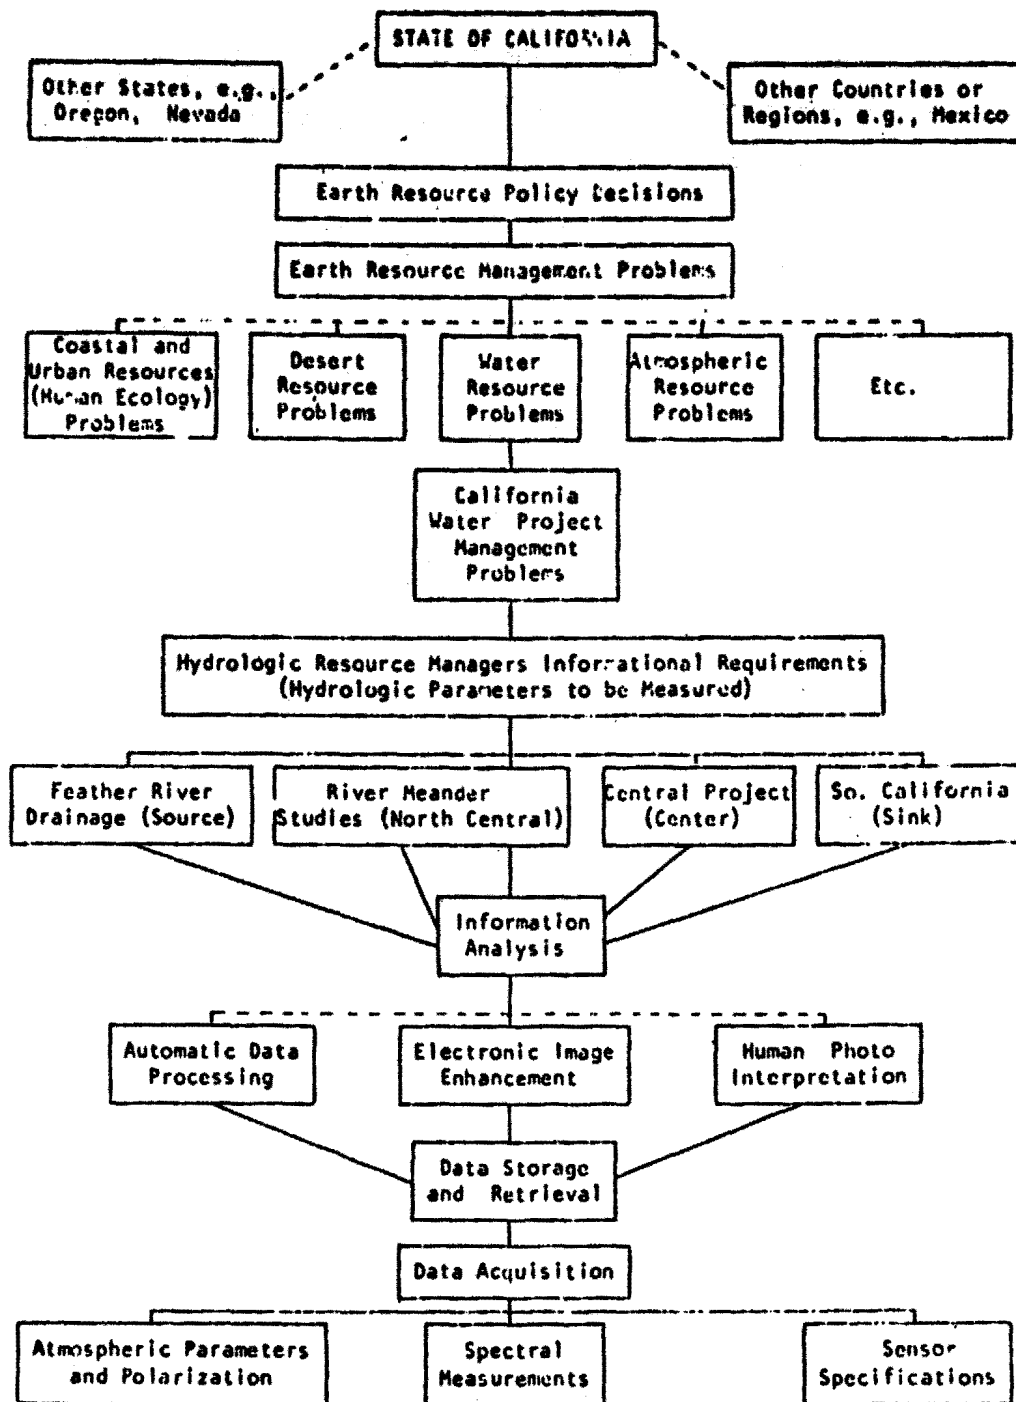 STATE OF CALIFORNIA
Other States, e.g.,
Oregon, Nevada
Other Countries or
Regions, e.g., Mexico
Earth Resource Policy Decisions
Earth Resource Management Problems
Coastal and
Urban Resources
(Human Ecology)
Problems
Desert
Resource
Problems
Water
Resource
Problems
Atmospheric
Resource
Problems
Etc.
California
Water Project
Management
Problems
Hydrologic Resource Managers Informational Requirements
(Hydrologic Parameters to be Measured)
Feather River
Drainage (Source)
River Meander
Studies (North Central)
Central Project
(Center)
So. California
(Sink)
Information
Analysis
Automatic Data
Processing
Electronic Image
Enhancement
Human Photo
Interpretation
Data Storage
and Retrieval
Data Acquisition
Atmospheric Parameters
and Polarization
Spectral
Measurements
Sensor
Specifications